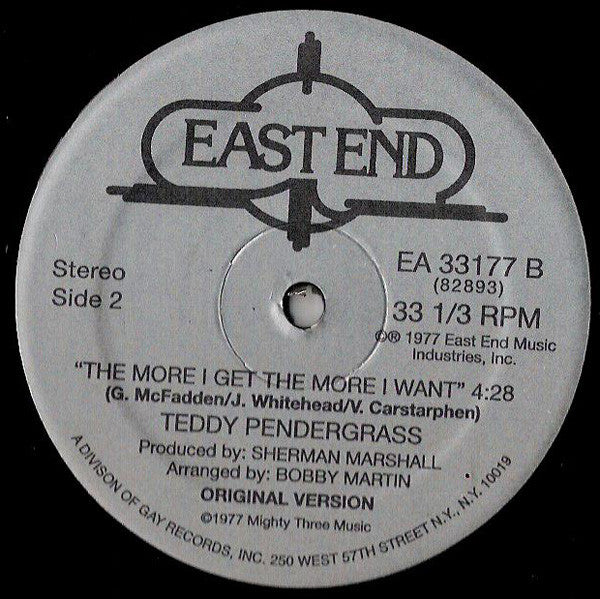 EAST END
Stereo
Side 2
EA 33177 B
(82893)
33 1/3 RPM
©℗ 1977 East End Music
Industries, Inc.
"THE MORE I GET THE MORE I WANT" 4:28
(G. McFadden/J. Whitehead/V. Carstarphen)
TEDDY PENDERGRASS
Produced by: SHERMAN MARSHALL
Arranged by: BOBBY MARTIN
ORIGINAL VERSION
©1977 Mighty Three Music
A DIVISON OF GAY RECORDS, INC. 250 WEST 57TH STREET N.Y., N.Y. 10019